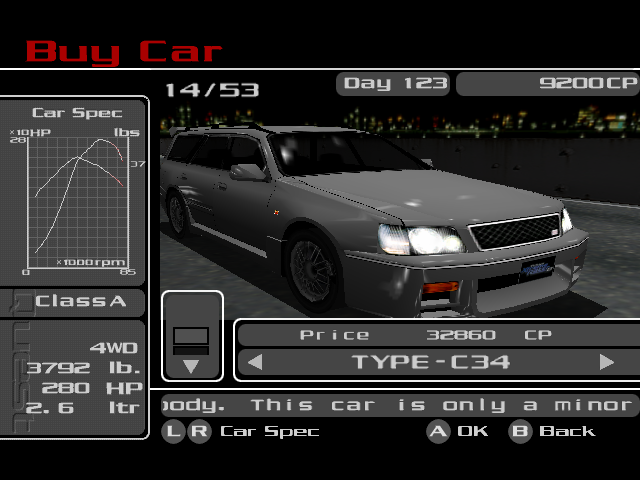 Buy Car
14/53
Day 123
9200CP
Car Spec
×10HP
lbs
28
37
×1000rpm
0
85
ClassA
4WD
3792 lb.
280 HP
2.6 ltr
Price 32860 CP
TYPE-C34
body. This car is only a minor
L R Car Spec
A OK
B Back